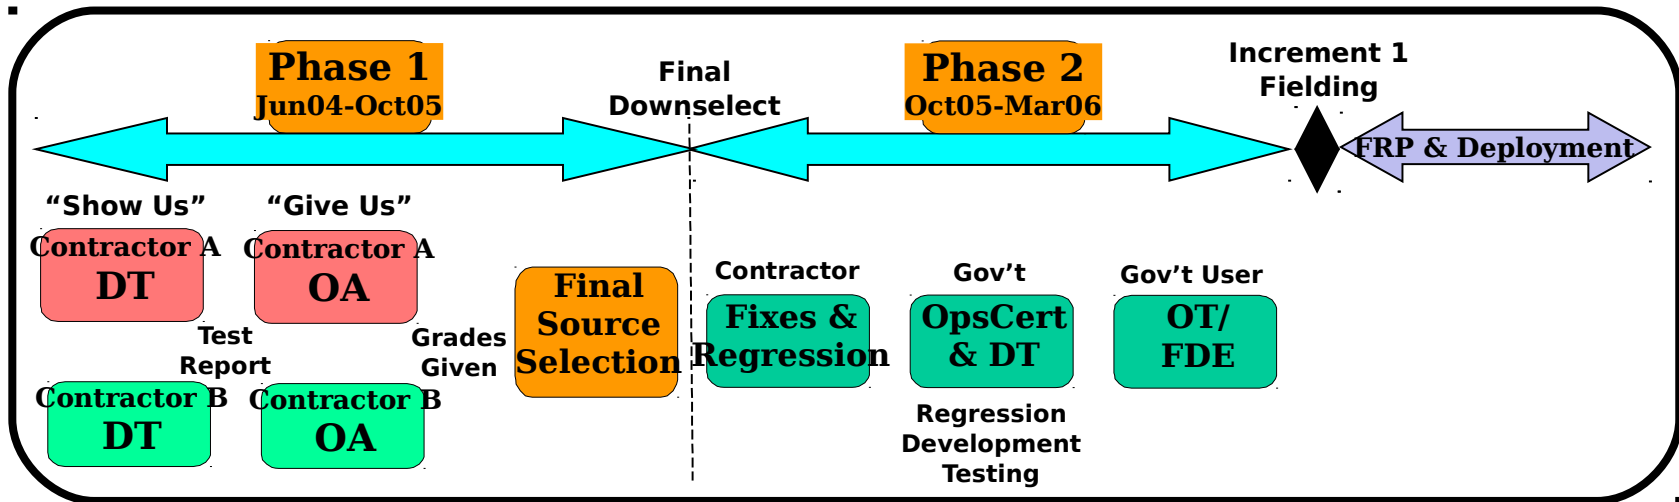 Phase 1
Jun04-Oct05
Final
Downselect
Phase 2
Oct05-Mar06
Increment 1
Fielding
FRP & Deployment
“Show Us”
“Give Us”
Contractor A
DT
Contractor A
OA
Test
Report
Grades
Given
Contractor B
DT
Contractor B
OA
Final
Source
Selection
Contractor
Fixes &
Regression
Gov’t
OpsCert
& DT
Regression
Development
Testing
Gov’t User
OT/
FDE